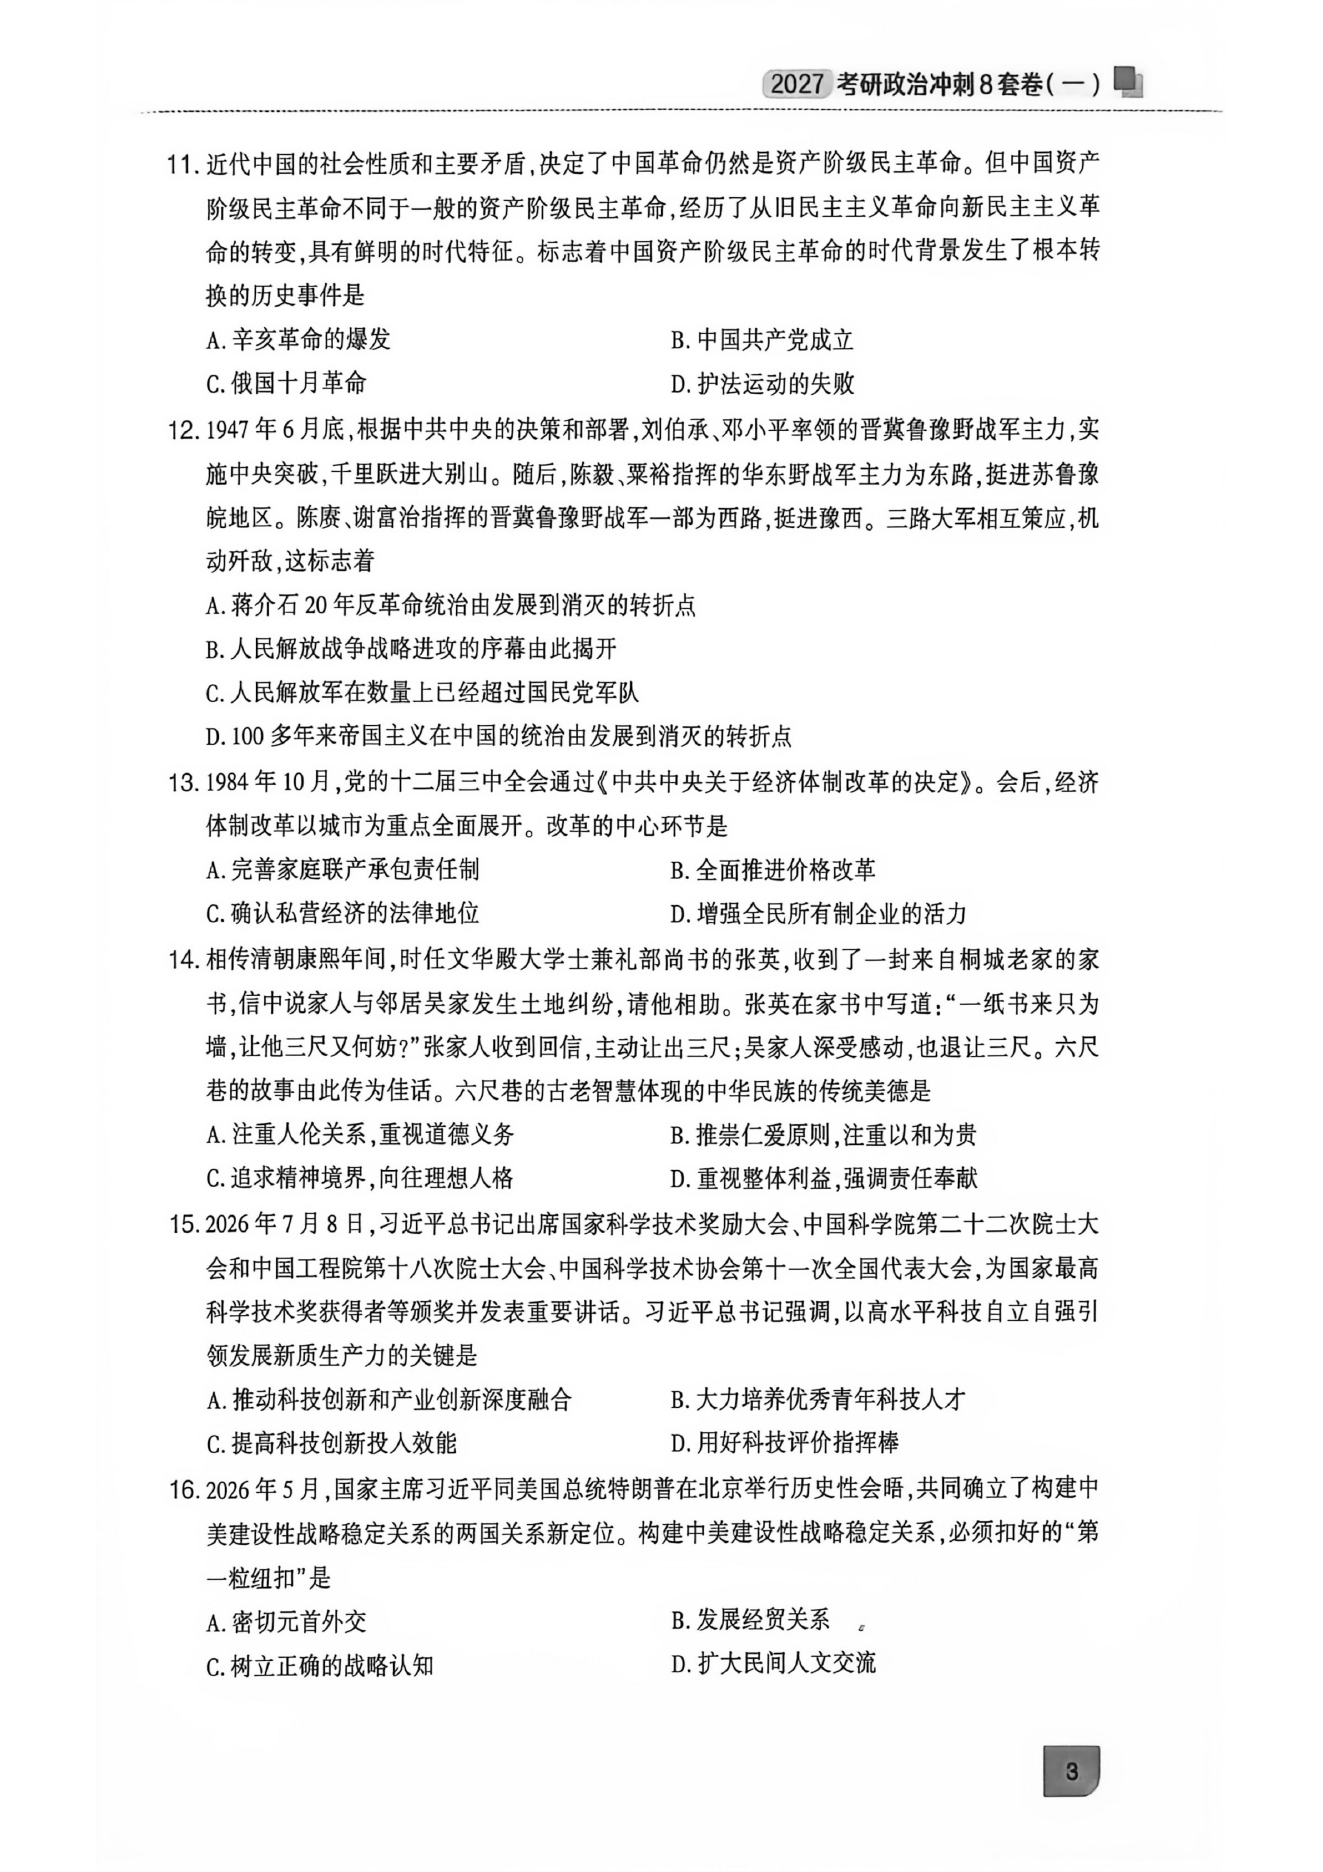 2027 考研政治冲刺8套卷(一)
11. 近代中国的社会性质和主要矛盾,决定了中国革命仍然是资产阶级民主革命。但中国资产
阶级民主革命不同于一般的资产阶级民主革命,经历了从旧民主主义革命向新民主主义革
命的转变,具有鲜明的时代特征。标志着中国资产阶级民主革命的时代背景发生了根本转
换的历史事件是
A. 辛亥革命的爆发 B. 中国共产党成立
C. 俄国十月革命 D. 护法运动的失败
12. 1947 年 6 月底,根据中共中央的决策和部署,刘伯承、邓小平率领的晋冀鲁豫野战军主力,实
施中央突破,千里跃进大别山。随后,陈毅、粟裕指挥的华东野战军主力为东路,挺进苏鲁豫
皖地区。陈赓、谢富治指挥的晋冀鲁豫野战军一部为西路,挺进豫西。三路大军相互策应,机
动歼敌,这标志着
A. 蒋介石 20 年反革命统治由发展到消灭的转折点
B. 人民解放战争战略进攻的序幕由此揭开
C. 人民解放军在数量上已经超过国民党军队
D. 100 多年来帝国主义在中国的统治由发展到消灭的转折点
13. 1984 年 10 月,党的十二届三中全会通过《中共中央关于经济体制改革的决定》。会后,经济
体制改革以城市为重点全面展开。改革的中心环节是
A. 完善家庭联产承包责任制 B. 全面推进价格改革
C. 确认私营经济的法律地位 D. 增强全民所有制企业的活力
14. 相传清朝康熙年间,时任文华殿大学士兼礼部尚书的张英,收到了一封来自桐城老家的家
书,信中说家人与邻居吴家发生土地纠纷,请他相助。张英在家书中写道:“一纸书来只为
墙,让他三尺又何妨?”张家人收到回信,主动让出三尺;吴家人深受感动,也退让三尺。六尺
巷的故事由此传为佳话。六尺巷的古老智慧体现的中华民族的传统美德是
A. 注重人伦关系,重视道德义务 B. 推崇仁爱原则,注重以和为贵
C. 追求精神境界,向往理想人格 D. 重视整体利益,强调责任奉献
15. 2026 年 7 月 8 日,习近平总书记出席国家科学技术奖励大会、中国科学院第二十二次院士大
会和中国工程院第十八次院士大会、中国科学技术协会第十一次全国代表大会,为国家最高
科学技术奖获得者等颁奖并发表重要讲话。习近平总书记强调,以高水平科技自立自强引
领发展新质生产力的关键是
A. 推动科技创新和产业创新深度融合 B. 大力培养优秀青年科技人才
C. 提高科技创新投入效能 D. 用好科技评价指挥棒
16. 2026 年 5 月,国家主席习近平同美国总统特朗普在北京举行历史性会晤,共同确立了构建中
美建设性战略稳定关系的两国关系新定位。构建中美建设性战略稳定关系,必须扣好的“第
一粒纽扣”是
A. 密切元首外交 B. 发展经贸关系
C. 树立正确的战略认知 D. 扩大民间人文交流
3